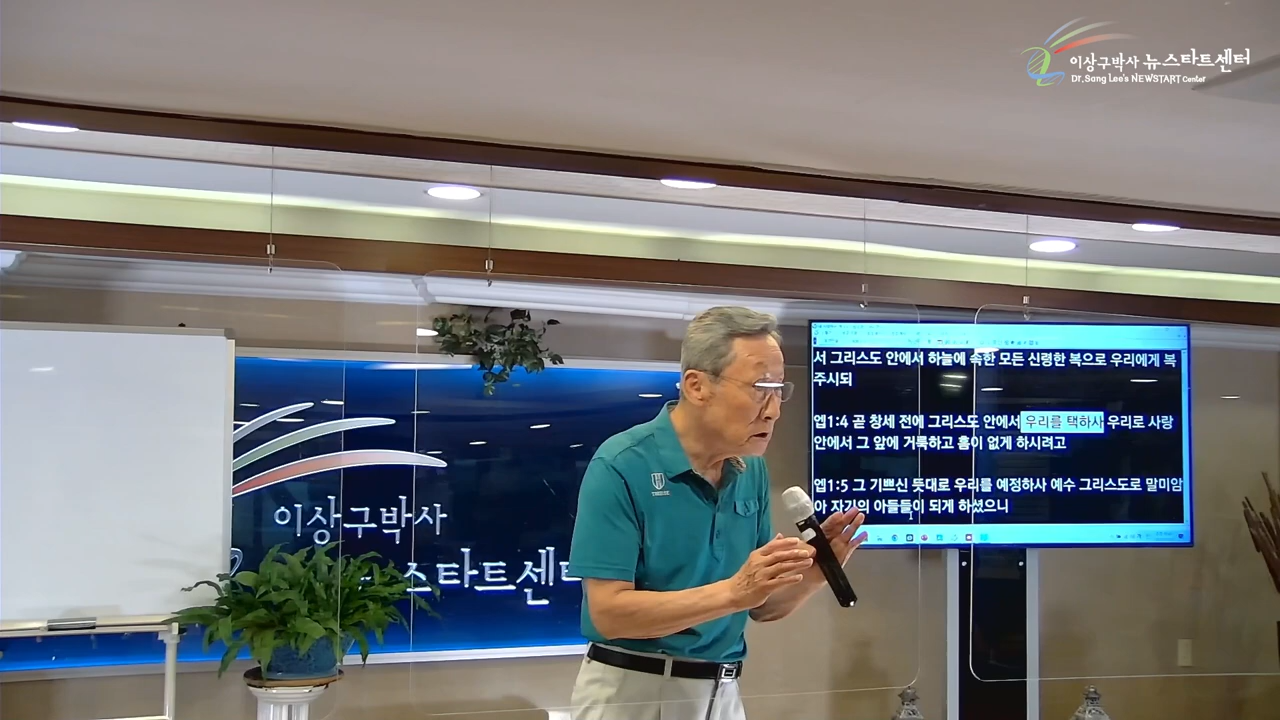 이상구박사 뉴스타트센터
Dr. Sang Lee's NEWSTART Center
서 그리스도 안에서 하늘에 속한 모든 신령한 복으로 우리에게 복
주시되
엡1:4 곧 창세 전에 그리스도 안에서 우리를 택하사 우리로 사랑
안에서 그 앞에 거룩하고 흠이 없게 하시려고
엡1:5 그 기쁘신 뜻대로 우리를 예정하사 예수 그리스도로 말미암
아 자기의 아들들이 되게 하셨으니
이상구박사
스타트센터